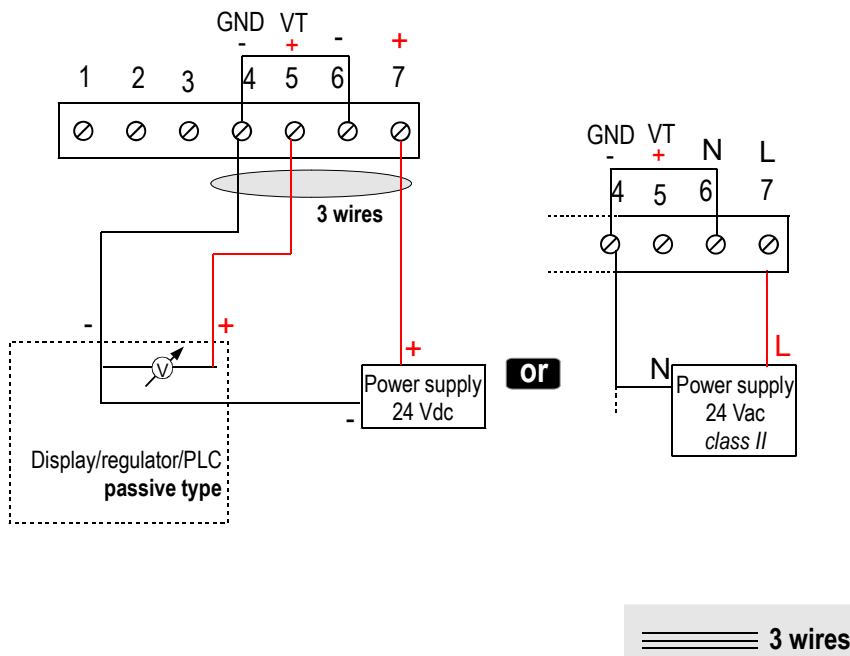 GND VT
- + - +
1 2 3 4 5 6 7
3 wires
- +
V
+
Power supply
24 Vdc
-
Display/regulator/PLC
passive type
or
GND VT N L
- +
4 5 6 7
L
N
Power supply
24 Vac
class II
3 wires